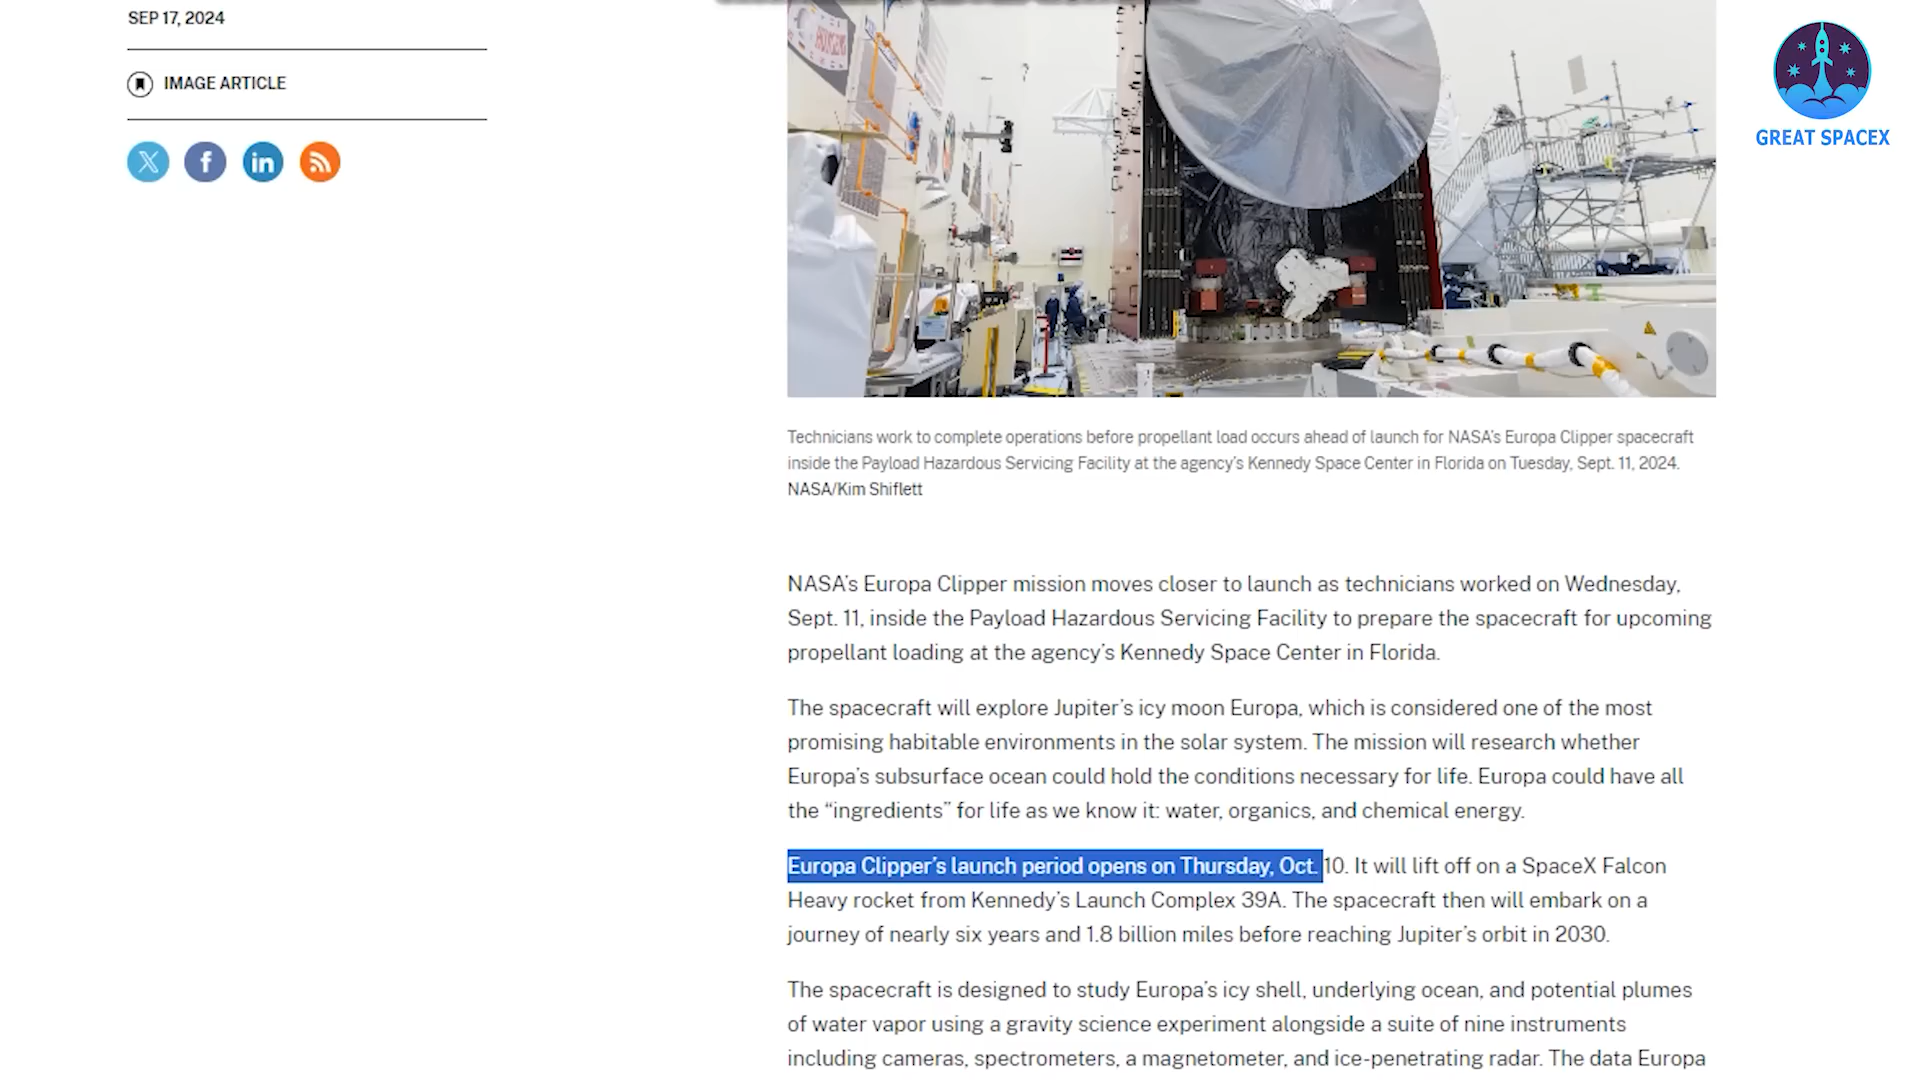 SEP 17, 2024
IMAGE ARTICLE
GREAT SPACEX
Technicians work to complete operations before propellant load occurs ahead of launch for NASA's Europa Clipper spacecraft
inside the Payload Hazardous Servicing Facility at the agency's Kennedy Space Center in Florida on Tuesday, Sept. 11, 2024.
NASA/Kim Shiflett
NASA's Europa Clipper mission moves closer to launch as technicians worked on Wednesday,
Sept. 11, inside the Payload Hazardous Servicing Facility to prepare the spacecraft for upcoming
propellant loading at the agency's Kennedy Space Center in Florida.
The spacecraft will explore Jupiter's icy moon Europa, which is considered one of the most
promising habitable environments in the solar system. The mission will research whether
Europa's subsurface ocean could hold the conditions necessary for life. Europa could have all
the “ingredients” for life as we know it: water, organics, and chemical energy.
Europa Clipper's launch period opens on Thursday, Oct. 10. It will lift off on a SpaceX Falcon
Heavy rocket from Kennedy's Launch Complex 39A. The spacecraft then will embark on a
journey of nearly six years and 1.8 billion miles before reaching Jupiter's orbit in 2030.
The spacecraft is designed to study Europa's icy shell, underlying ocean, and potential plumes
of water vapor using a gravity science experiment alongside a suite of nine instruments
including cameras, spectrometers, a magnetometer, and ice-penetrating radar. The data Europa